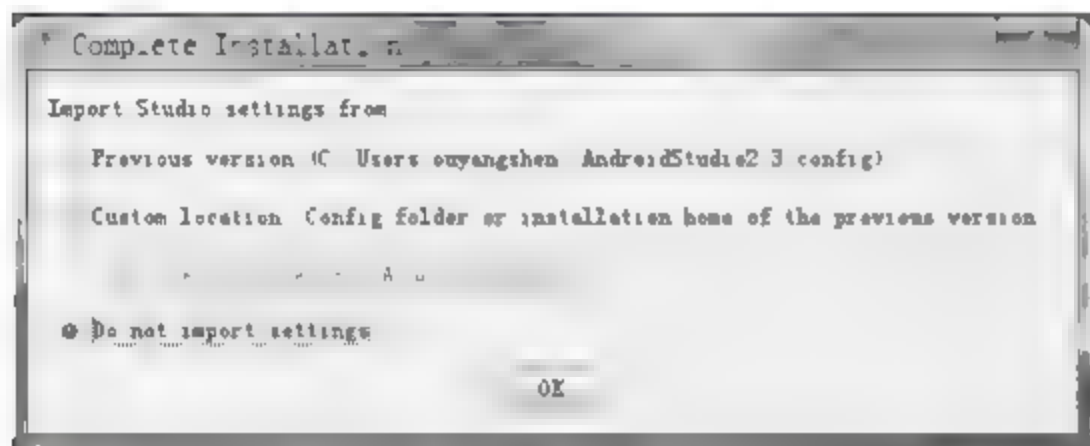 Complete Installation
Import Studio settings from
Previous version (C Users ouyangshen AndroidStudio2 3 config)
Custom location Config folder or installation home of the previous version
Do not import settings
OK